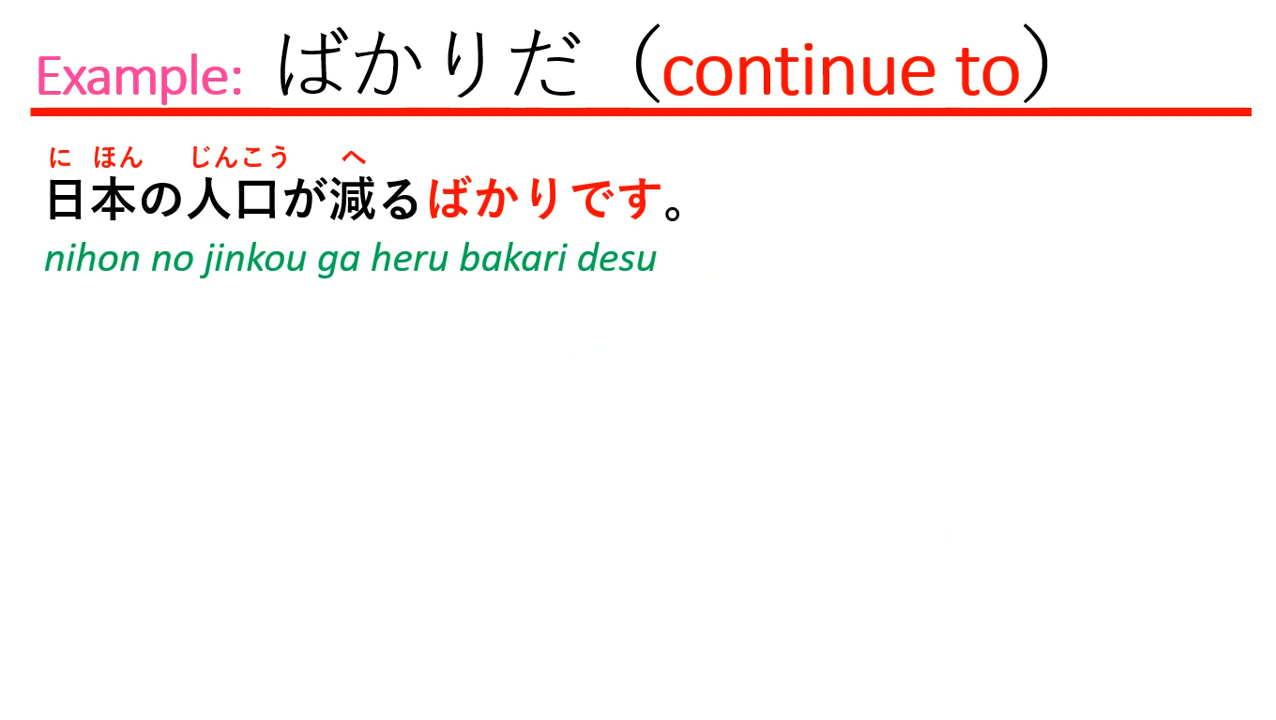 Example: ばかりだ（continue to）
に ほん じんこう へ
日本の人口が減るばかりです。
nihon no jinkou ga heru bakari desu